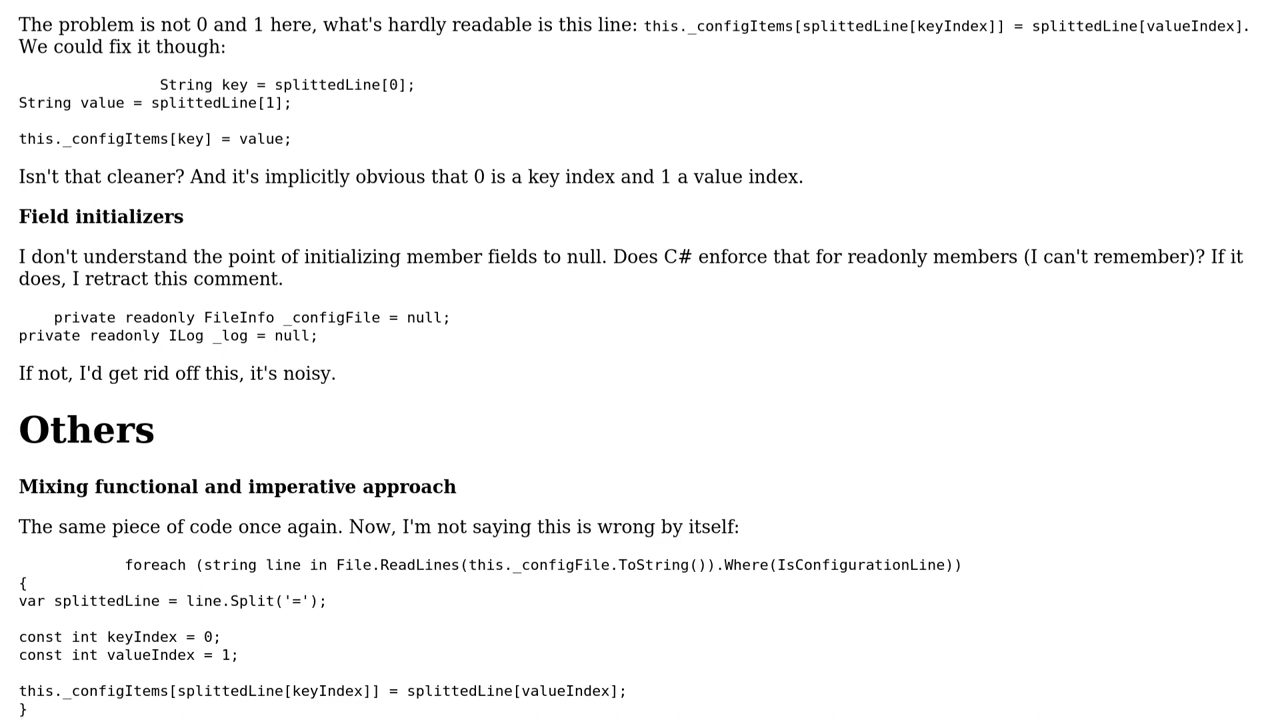 The problem is not 0 and 1 here, what's hardly readable is this line: this._configItems[splittedLine[keyIndex]] = splittedLine[valueIndex].
We could fix it though:
String key = splittedLine[0];
String value = splittedLine[1];
this._configItems[key] = value;
Isn't that cleaner? And it's implicitly obvious that 0 is a key index and 1 a value index.
Field initializers
I don't understand the point of initializing member fields to null. Does C# enforce that for readonly members (I can't remember)? If it
does, I retract this comment.
private readonly FileInfo _configFile = null;
private readonly ILog _log = null;
If not, I'd get rid off this, it's noisy.
Others
Mixing functional and imperative approach
The same piece of code once again. Now, I'm not saying this is wrong by itself:
foreach (string line in File.ReadLines(this._configFile.ToString()).Where(IsConfigurationLine))
{
var splittedLine = line.Split('=');
const int keyIndex = 0;
const int valueIndex = 1;
this._configItems[splittedLine[keyIndex]] = splittedLine[valueIndex];
}